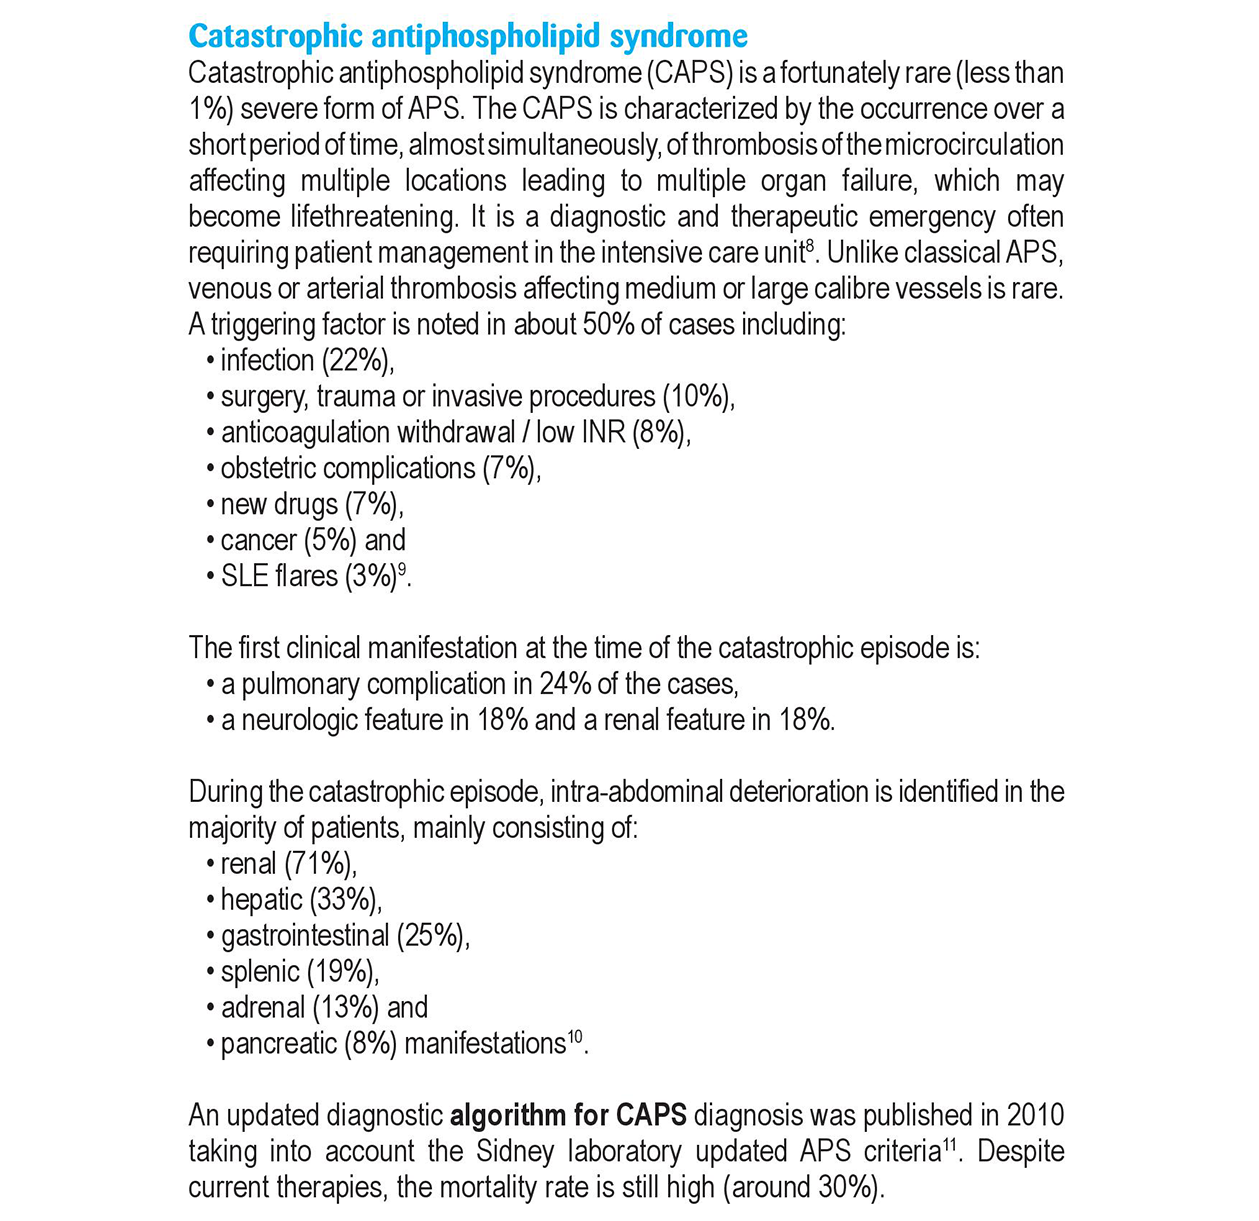 Catastrophic antiphospholipid syndrome
Catastrophic antiphospholipid syndrome (CAPS) is a fortunately rare (less than
1%) severe form of APS. The CAPS is characterized by the occurrence over a
short period of time, almost simultaneously, of thrombosis of the microcirculation
affecting multiple locations leading to multiple organ failure, which may
become lifethreatening. It is a diagnostic and therapeutic emergency often
requiring patient management in the intensive care unit⁸. Unlike classical APS,
venous or arterial thrombosis affecting medium or large calibre vessels is rare.
A triggering factor is noted in about 50% of cases including:
• infection (22%),
• surgery, trauma or invasive procedures (10%),
• anticoagulation withdrawal / low INR (8%),
• obstetric complications (7%),
• new drugs (7%),
• cancer (5%) and
• SLE flares (3%)⁹.
The first clinical manifestation at the time of the catastrophic episode is:
• a pulmonary complication in 24% of the cases,
• a neurologic feature in 18% and a renal feature in 18%.
During the catastrophic episode, intra-abdominal deterioration is identified in the
majority of patients, mainly consisting of:
• renal (71%),
• hepatic (33%),
• gastrointestinal (25%),
• splenic (19%),
• adrenal (13%) and
• pancreatic (8%) manifestations¹⁰.
An updated diagnostic algorithm for CAPS diagnosis was published in 2010
taking into account the Sidney laboratory updated APS criteria¹¹. Despite
current therapies, the mortality rate is still high (around 30%).